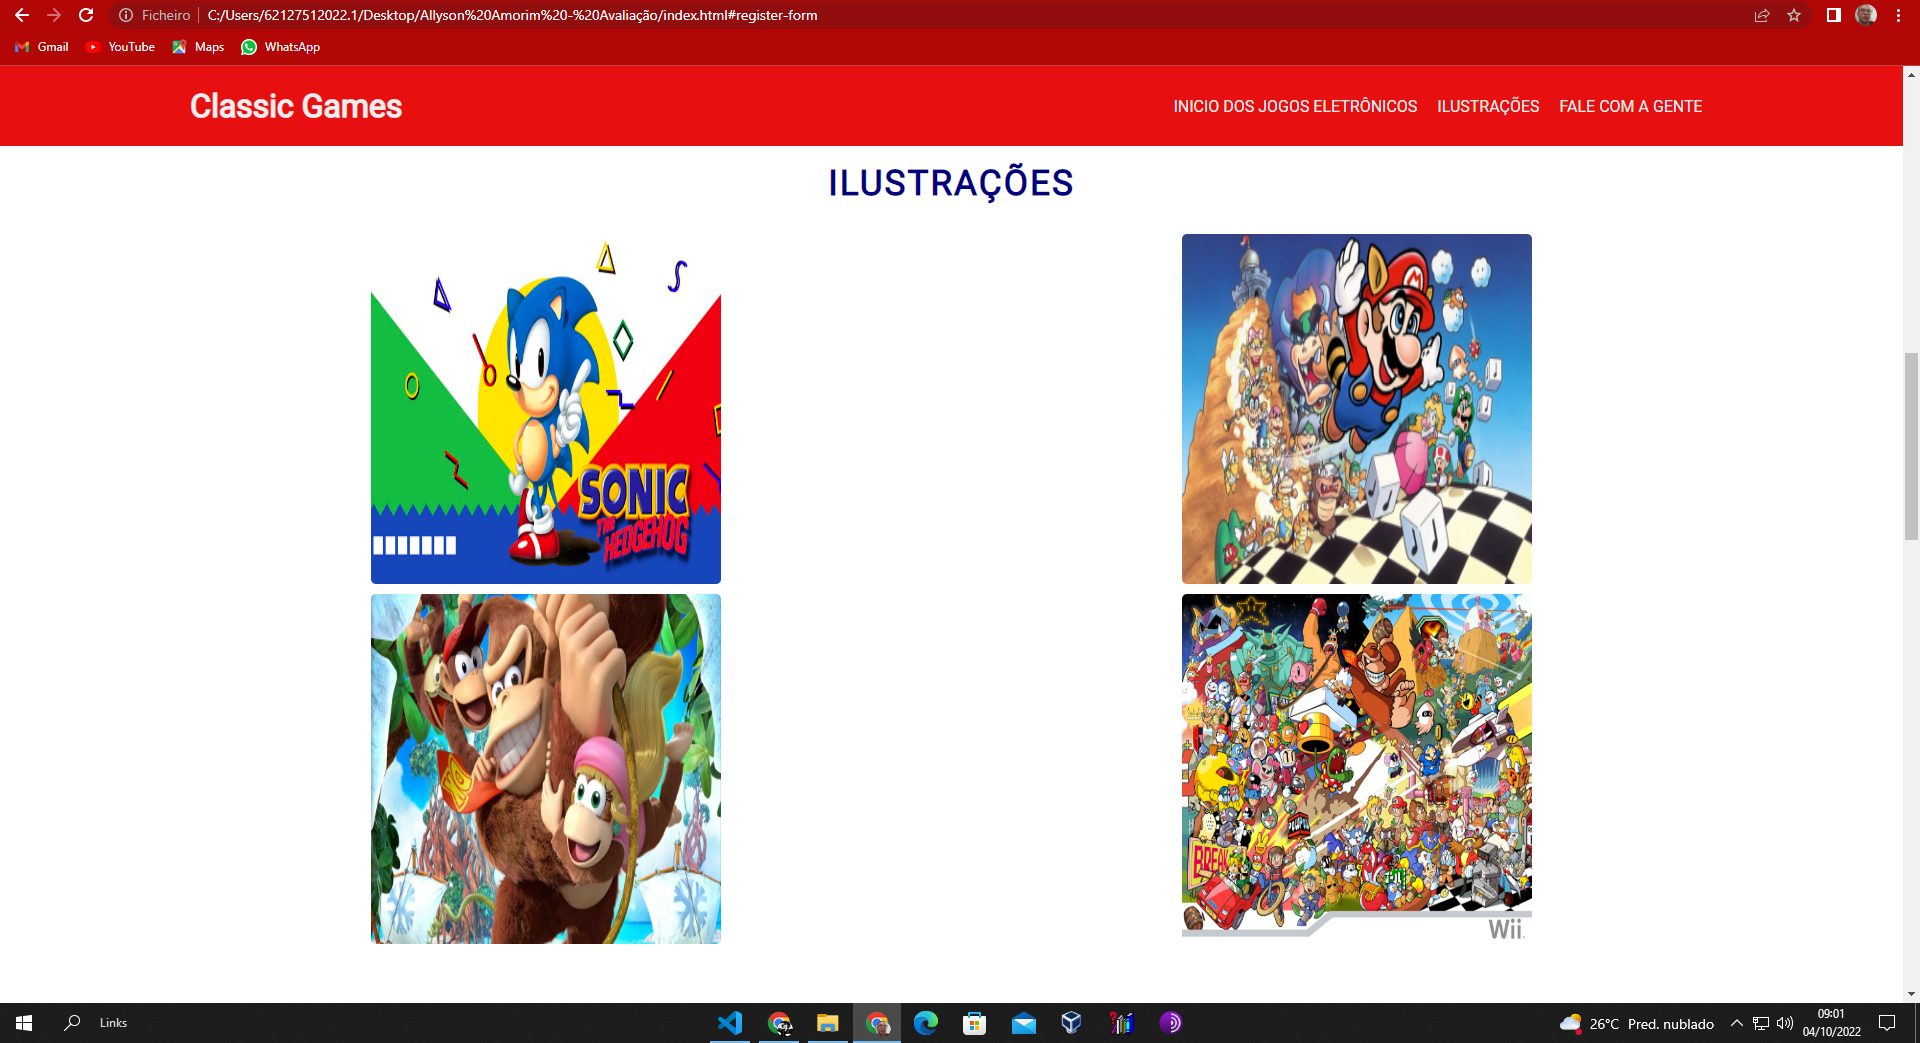 Ficheiro C:/Users/62127512022.1/Desktop/Allyson%20Amorim%20-%20Avaliação/index.html#register-form
Gmail YouTube Maps WhatsApp
Classic Games
INICIO DOS JOGOS ELETRÔNICOS ILUSTRAÇÕES FALE COM A GENTE
ILUSTRAÇÕES
SONIC
THE
HEDGEHOG
M
DK
BREAK
Wii
Links
26°C Pred. nublado
09:01
04/10/2022